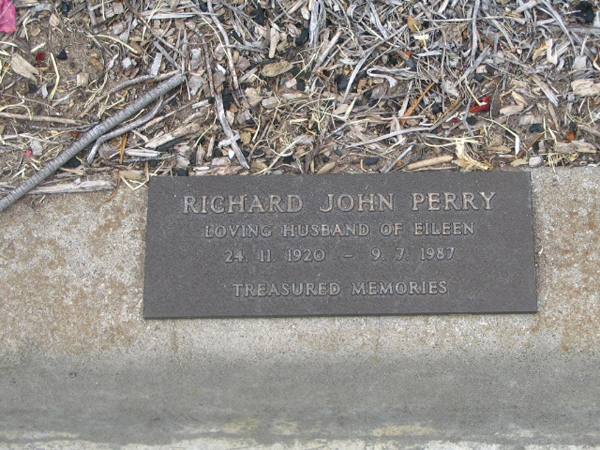 RICHARD JOHN PERRY
LOVING HUSBAND OF EILEEN
24. 11. 1920 – 9. 7. 1987
TREASURED MEMORIES